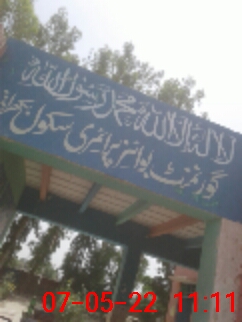 لا الہ الا اللہ محمد رسول اللہ
گورنمنٹ بوائز پرائمری سکول
07-05-22 11:11